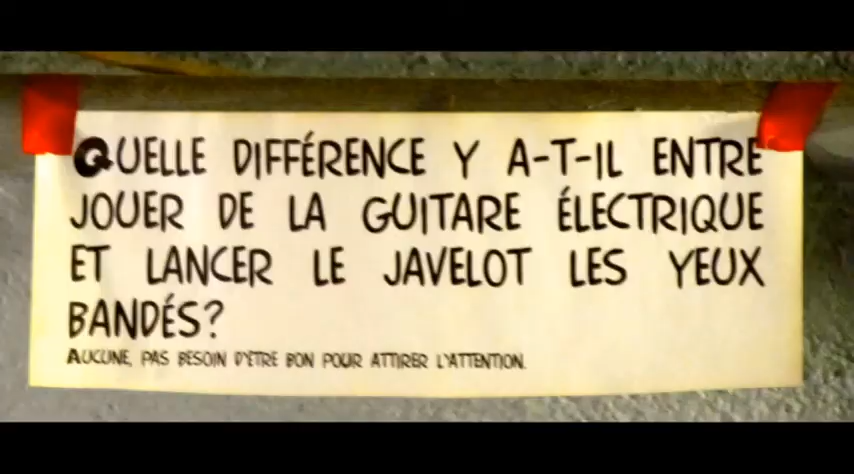 QUELLE DIFFÉRENCE Y A-T-IL ENTRE
JOUER DE LA GUITARE ÉLECTRIQUE
ET LANCER LE JAVELOT LES YEUX
BANDÉS?
AUCUNE, PAS BESOIN D'ÊTRE BON POUR ATTIRER L'ATTENTION.